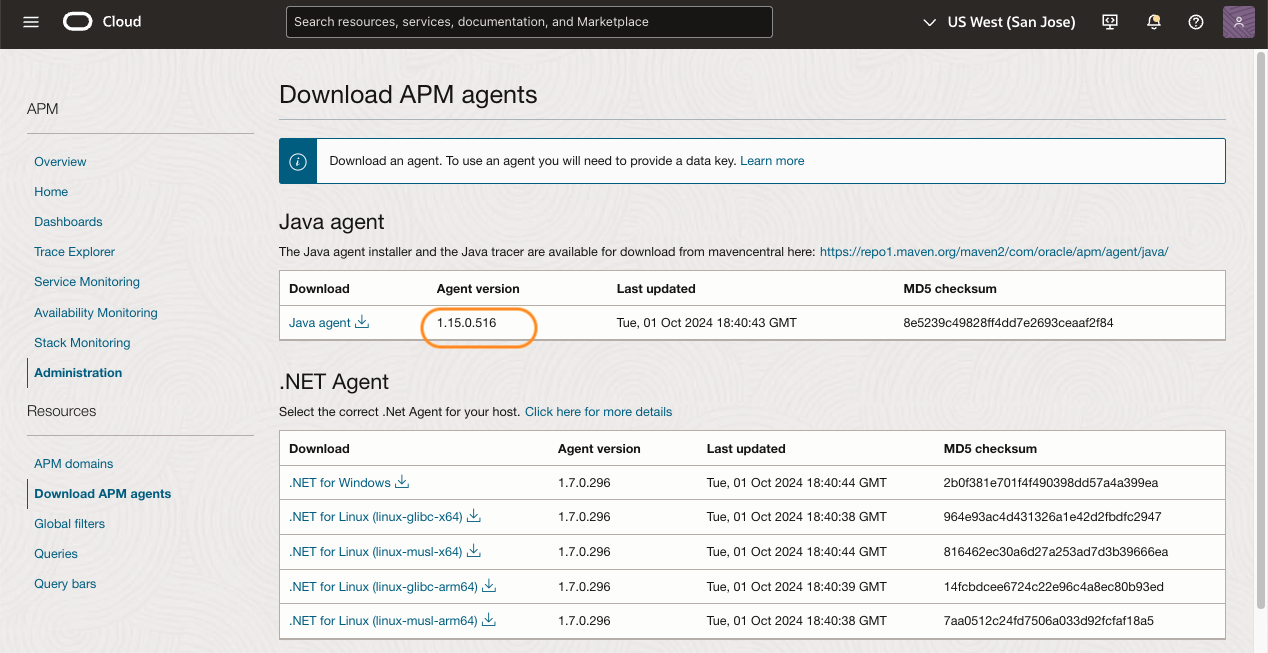 Cloud
Search resources, services, documentation, and Marketplace
US West (San Jose)
APM
Overview
Home
Dashboards
Trace Explorer
Service Monitoring
Availability Monitoring
Stack Monitoring
Administration
Resources
APM domains
Download APM agents
Global filters
Queries
Query bars
Download APM agents
Download an agent. To use an agent you will need to provide a data key. Learn more
Java agent
The Java agent installer and the Java tracer are available for download from mavencentral here: https://repo1.maven.org/maven2/com/oracle/apm/agent/java/
Download Agent version Last updated MD5 checksum
Java agent 1.15.0.516 Tue, 01 Oct 2024 18:40:43 GMT 8e5239c49828ff4dd7e2693ceaaf2f84
.NET Agent
Select the correct .Net Agent for your host. Click here for more details
Download Agent version Last updated MD5 checksum
.NET for Windows 1.7.0.296 Tue, 01 Oct 2024 18:40:44 GMT 2b0f381e701f4f490398dd57a4a399ea
.NET for Linux (linux-glibc-x64) 1.7.0.296 Tue, 01 Oct 2024 18:40:38 GMT 964e93ac4d431326a1e42d2fbdfc2947
.NET for Linux (linux-musl-x64) 1.7.0.296 Tue, 01 Oct 2024 18:40:44 GMT 816462ec30a6d27a253ad7d3b39666ea
.NET for Linux (linux-glibc-arm64) 1.7.0.296 Tue, 01 Oct 2024 18:40:39 GMT 14fcbdcee6724c22e96c4a8ec80b93ed
.NET for Linux (linux-musl-arm64) 1.7.0.296 Tue, 01 Oct 2024 18:40:38 GMT 7aa0512c24fd7506a033d92fcfaf18a5